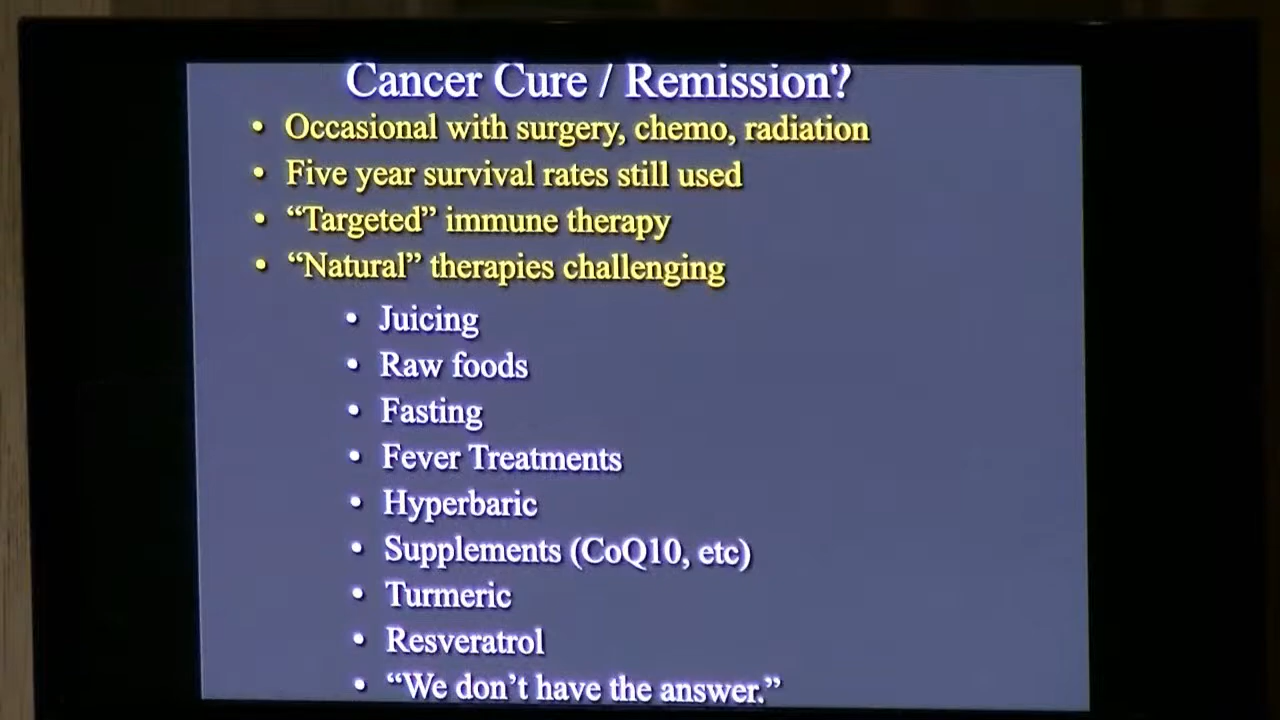 Cancer Cure / Remission?
• Occasional with surgery, chemo, radiation
• Five year survival rates still used
• “Targeted” immune therapy
• “Natural” therapies challenging
• Juicing
• Raw foods
• Fasting
• Fever Treatments
• Hyperbaric
• Supplements (CoQ10, etc)
• Turmeric
• Resveratrol
• “We don’t have the answer.”